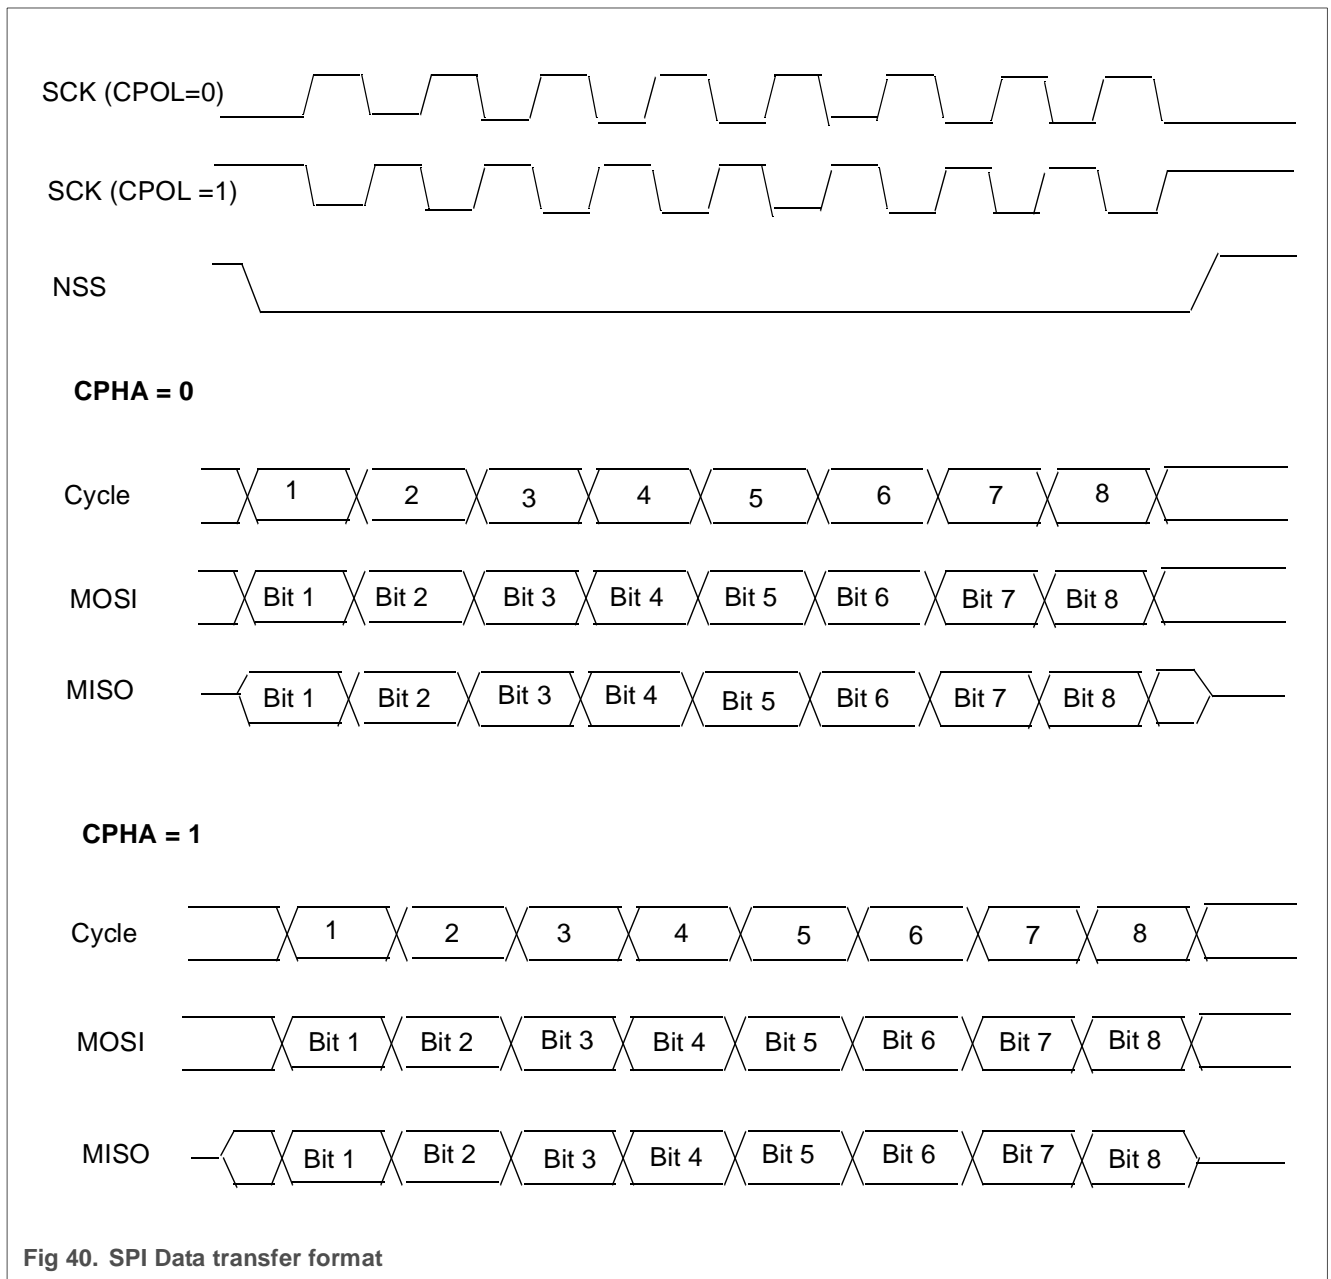 SCK (CPOL=0)
SCK (CPOL =1)
NSS
CPHA = 0
Cycle 1 2 3 4 5 6 7 8
MOSI Bit 1 Bit 2 Bit 3 Bit 4 Bit 5 Bit 6 Bit 7 Bit 8
MISO Bit 1 Bit 2 Bit 3 Bit 4 Bit 5 Bit 6 Bit 7 Bit 8
CPHA = 1
Cycle 1 2 3 4 5 6 7 8
MOSI Bit 1 Bit 2 Bit 3 Bit 4 Bit 5 Bit 6 Bit 7 Bit 8
MISO Bit 1 Bit 2 Bit 3 Bit 4 Bit 5 Bit 6 Bit 7 Bit 8
Fig 40. SPI Data transfer format